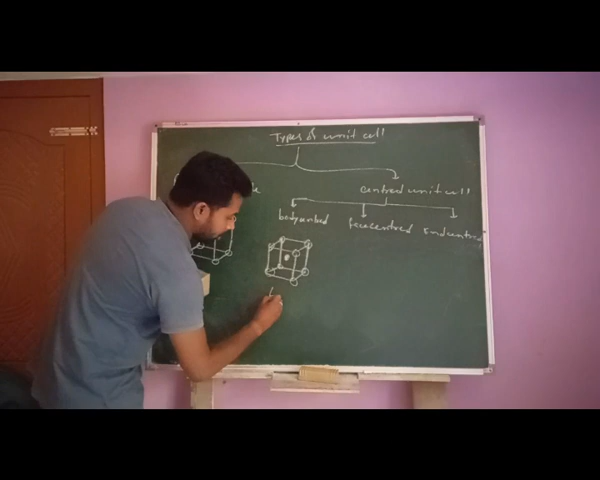 Types of unit cell
centred unit cell
bodycentred
facecentred
Endcentred